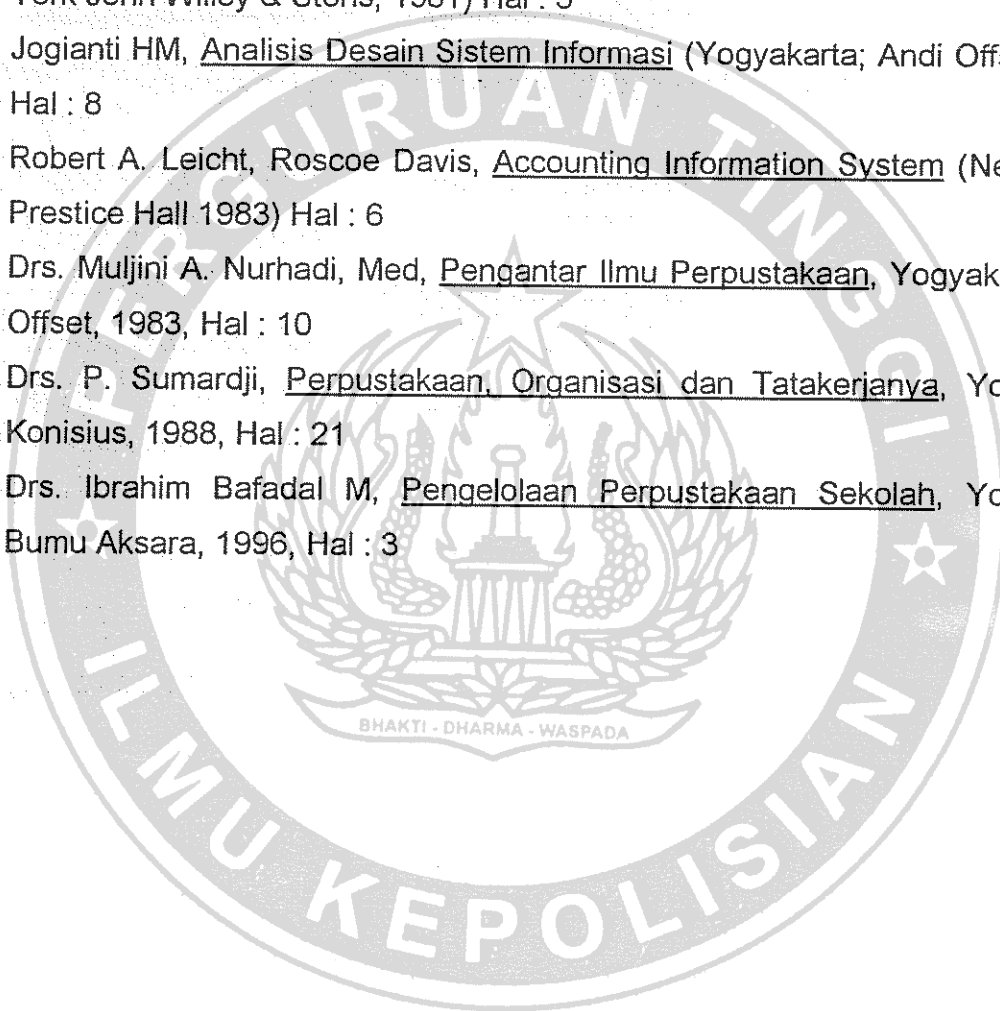 York John Willey & Storis, 1981) Hal : 5
Jogianti HM, Analisis Desain Sistem Informasi (Yogyakarta; Andi Offs
Hal : 8
Robert A. Leicht, Roscoe Davis, Accounting Information System (Ne
Prestice Hall 1983) Hal : 6
Drs. Muljini A. Nurhadi, Med, Pengantar Ilmu Perpustakaan, Yogyak
Offset, 1983, Hal : 10
Drs. P. Sumardji, Perpustakaan, Organisasi dan Tatakerjanya, Yo
Konisius, 1988, Hal : 21
Drs. Ibrahim Bafadal M, Pengelolaan Perpustakaan Sekolah, Yo
Bumu Aksara, 1996, Hal : 3
PERGURUAN TINGGI
BHAKTI - DHARMA - WASPADA
ILMU KEPOLISIAN